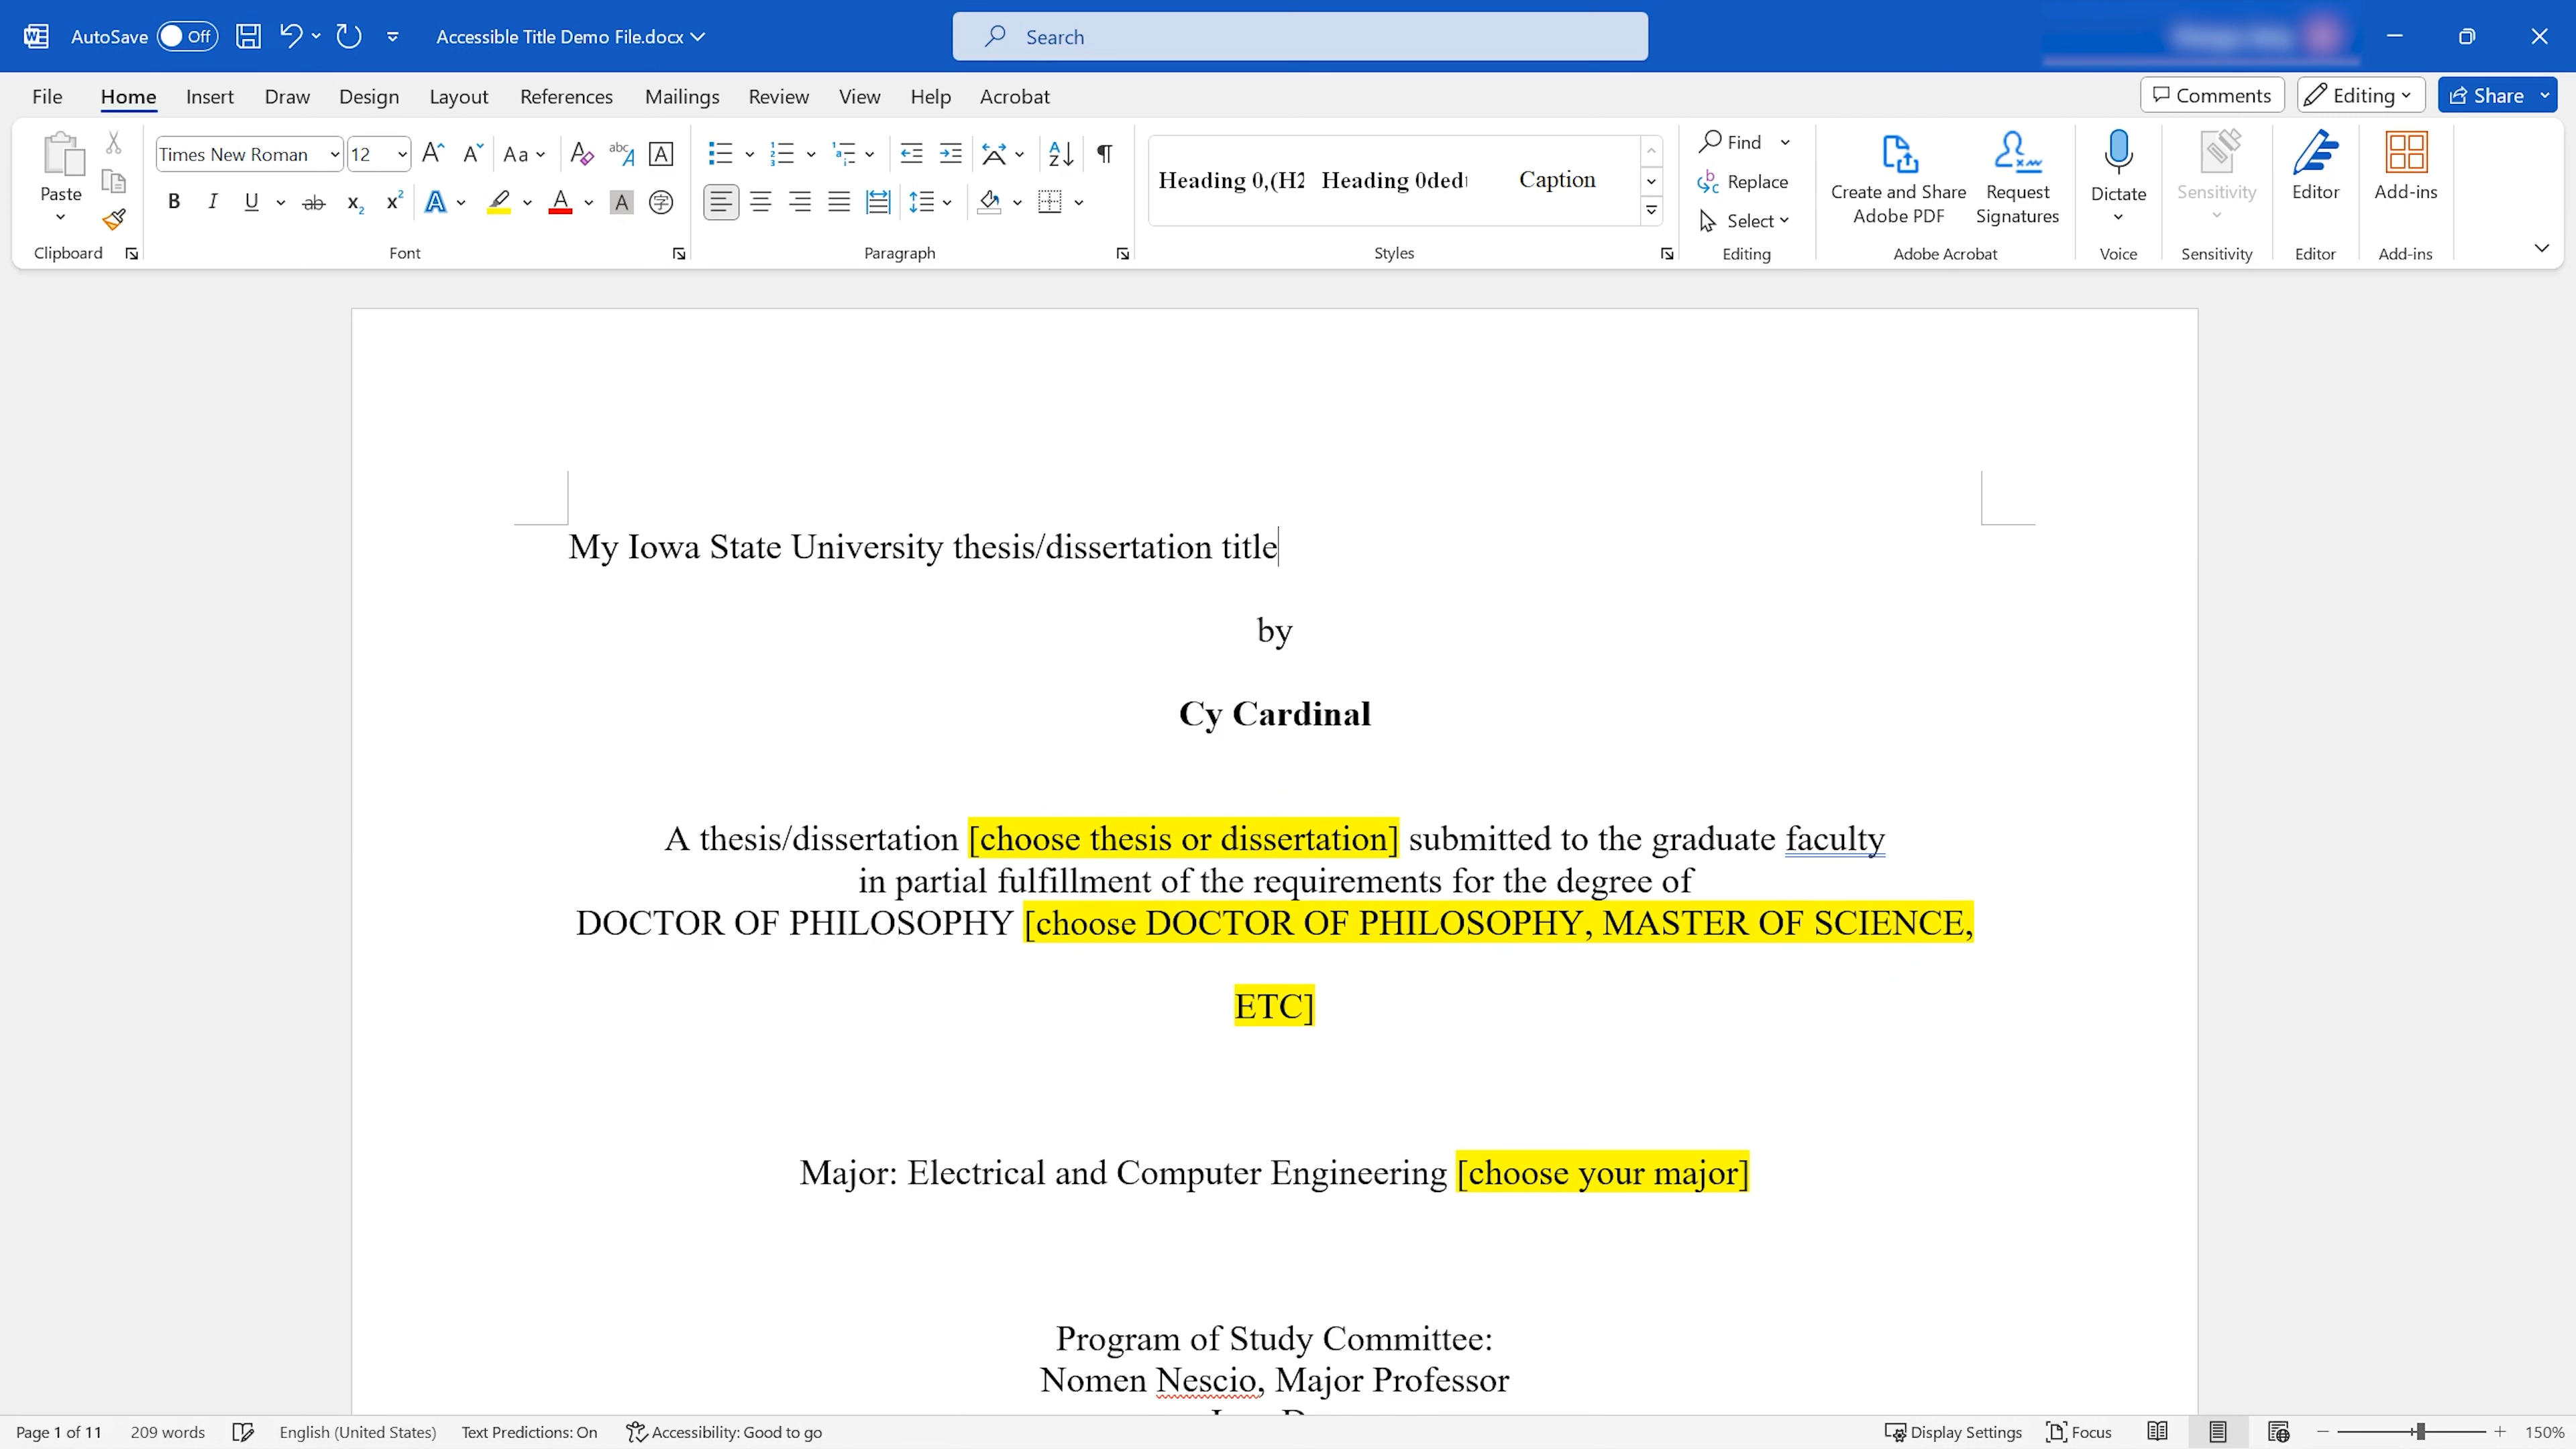 AutoSave Off Accessible Title Demo File.docx Search
File Home Insert Draw Design Layout References Mailings Review View Help Acrobat Comments Editing Share
Paste Times New Roman 12 Aa abc A A
B I U ab x2 x2 A A A 字
A Z
Heading 0,(H2 Heading 0dedi Caption
Find
Replace
Select
Create and Share Adobe PDF
Request Signatures
Dictate
Sensitivity
Editor
Add-ins
Clipboard Font Paragraph Styles Editing Adobe Acrobat Voice Sensitivity Editor Add-ins
My Iowa State University thesis/dissertation title
by
Cy Cardinal
A thesis/dissertation [choose thesis or dissertation] submitted to the graduate faculty
in partial fulfillment of the requirements for the degree of
DOCTOR OF PHILOSOPHY [choose DOCTOR OF PHILOSOPHY, MASTER OF SCIENCE,
ETC]
Major: Electrical and Computer Engineering [choose your major]
Program of Study Committee:
Nomen Nescio, Major Professor
Page 1 of 11 209 words English (United States) Text Predictions: On Accessibility: Good to go Display Settings Focus 150%